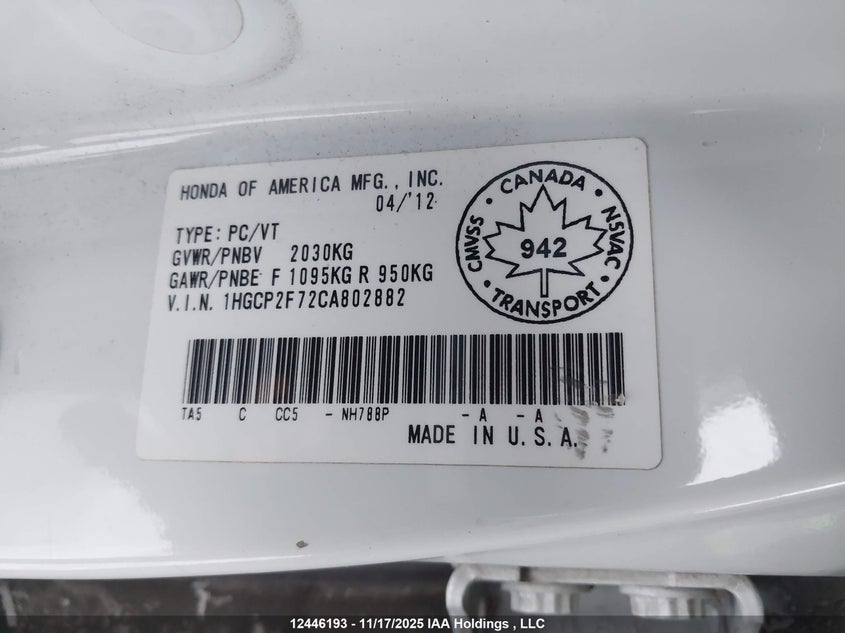 HONDA OF AMERICA MFG., INC.
04/'12
TYPE: PC/VT
GVWR/PNBV 2030KG
GAWR/PNBE F 1095KG R 950KG
V.I.N. 1HGCP2F72CA802882
CANADA
CMVSS
NSVAC
942
TRANSPORT
TA5 C CC5 - NH788P - A - A
MADE IN U.S.A.
12446193 - 11/17/2025 IAA Holdings , LLC